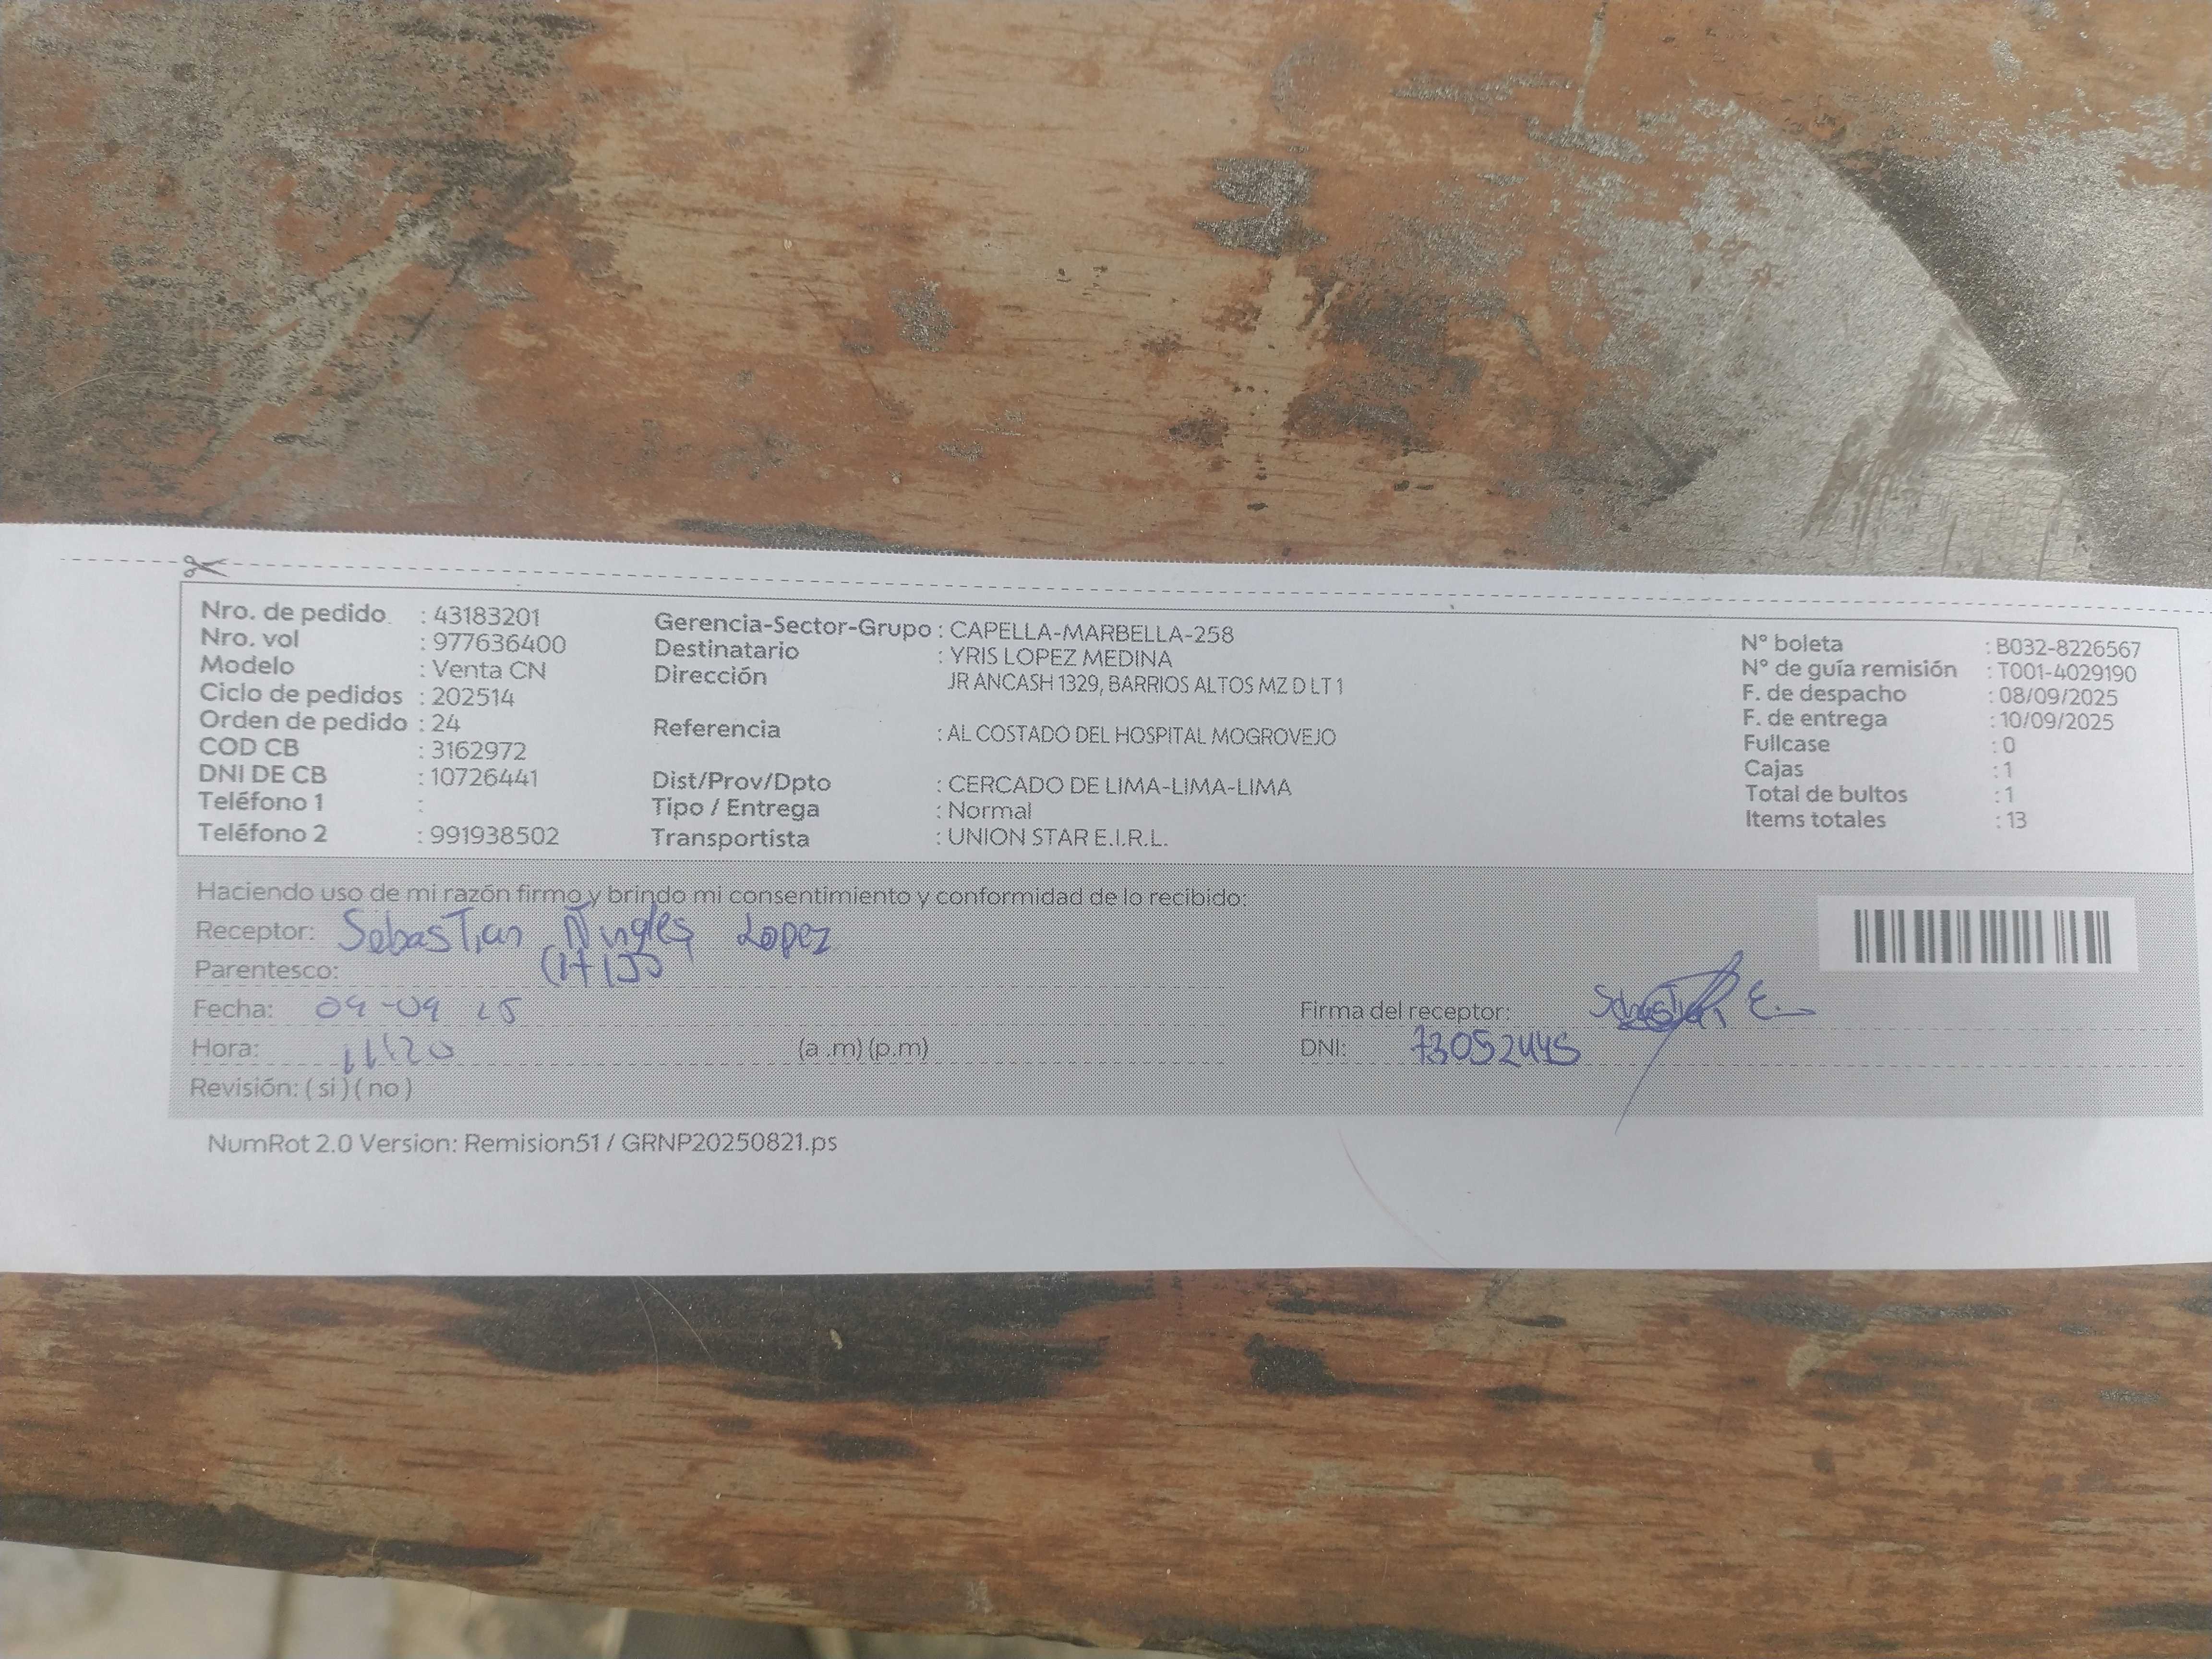 Nro. de pedido : 43183201
Nro. vol : 977636400
Modelo : Venta CN
Ciclo de pedidos : 202514
Orden de pedido : 24
COD CB : 3162972
DNI DE CB : 10726441
Teléfono 1 :
Teléfono 2 : 991938502
Gerencia-Sector-Grupo : CAPELLA-MARBELLA-258
Destinatario : YRIS LOPEZ MEDINA
Dirección JR ANCASH 1329, BARRIOS ALTOS MZ D LT 1
Referencia : AL COSTADO DEL HOSPITAL MOGROVEJO
Dist/Prov/Dpto : CERCADO DE LIMA-LIMA-LIMA
Tipo / Entrega : Normal
Transportista : UNION STAR E.I.R.L.
N° boleta : B032-8226567
N° de guía remisión : T001-4029190
F. de despacho : 08/09/2025
F. de entrega : 10/09/2025
Fullcase : 0
Cajas : 1
Total de bultos : 1
Items totales : 13
Haciendo uso de mi razón firmo y brindo mi consentimiento y conformidad de lo recibido:
Receptor: Sebastian Lopez
Parentesco: (HIJO)
Fecha: 09-09 25
Hora: 11:20 (a .m) (p.m)
Revisión: ( si ) ( no )
Firma del receptor: Sebastian E.
DNI: 73052445
NumRot 2.0 Version: Remision51 / GRNP20250821.ps